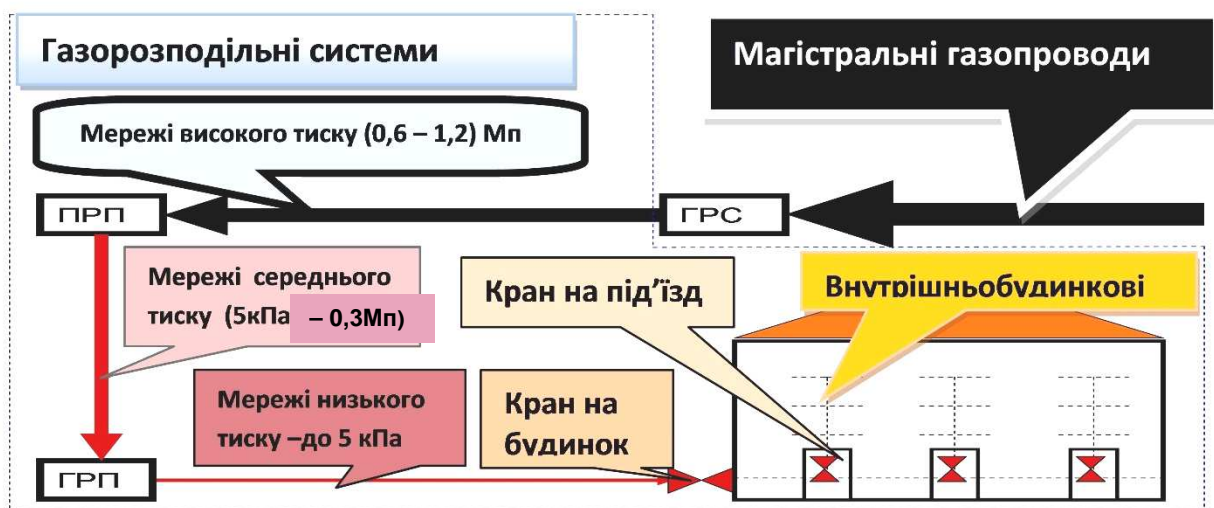 Газорозподільні системи
Магістральні газопроводи
Мережі високого тиску (0,6 – 1,2) Мп
ПРП
ГРС
Мережі середнього
тиску (5кПа – 0,3Мп)
Кран на під’їзд
Внутрішньобудинкові
Мережі низького
тиску –до 5 кПа
Кран на
будинок
ГРП